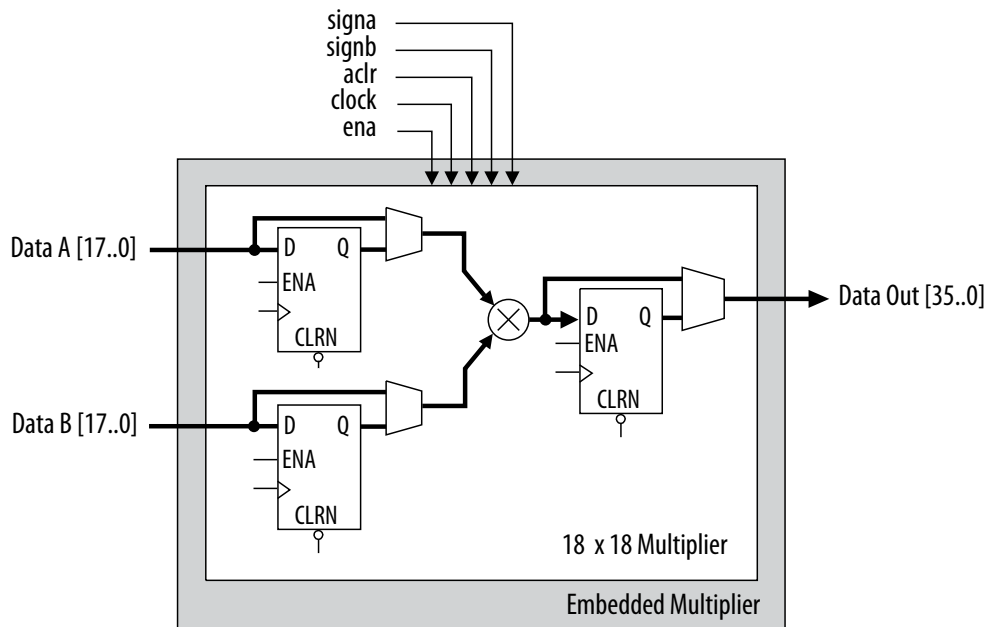 signa
signb
aclr
clock
ena
Data A [17..0]
D Q
ENA
CLRN
Data B [17..0]
D Q
ENA
CLRN
D Q
ENA
CLRN
Data Out [35..0]
18 x 18 Multiplier
Embedded Multiplier